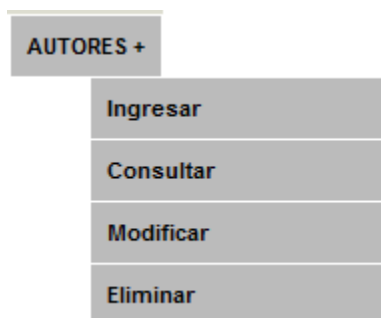 AUTORES +
Ingresar
Consultar
Modificar
Eliminar